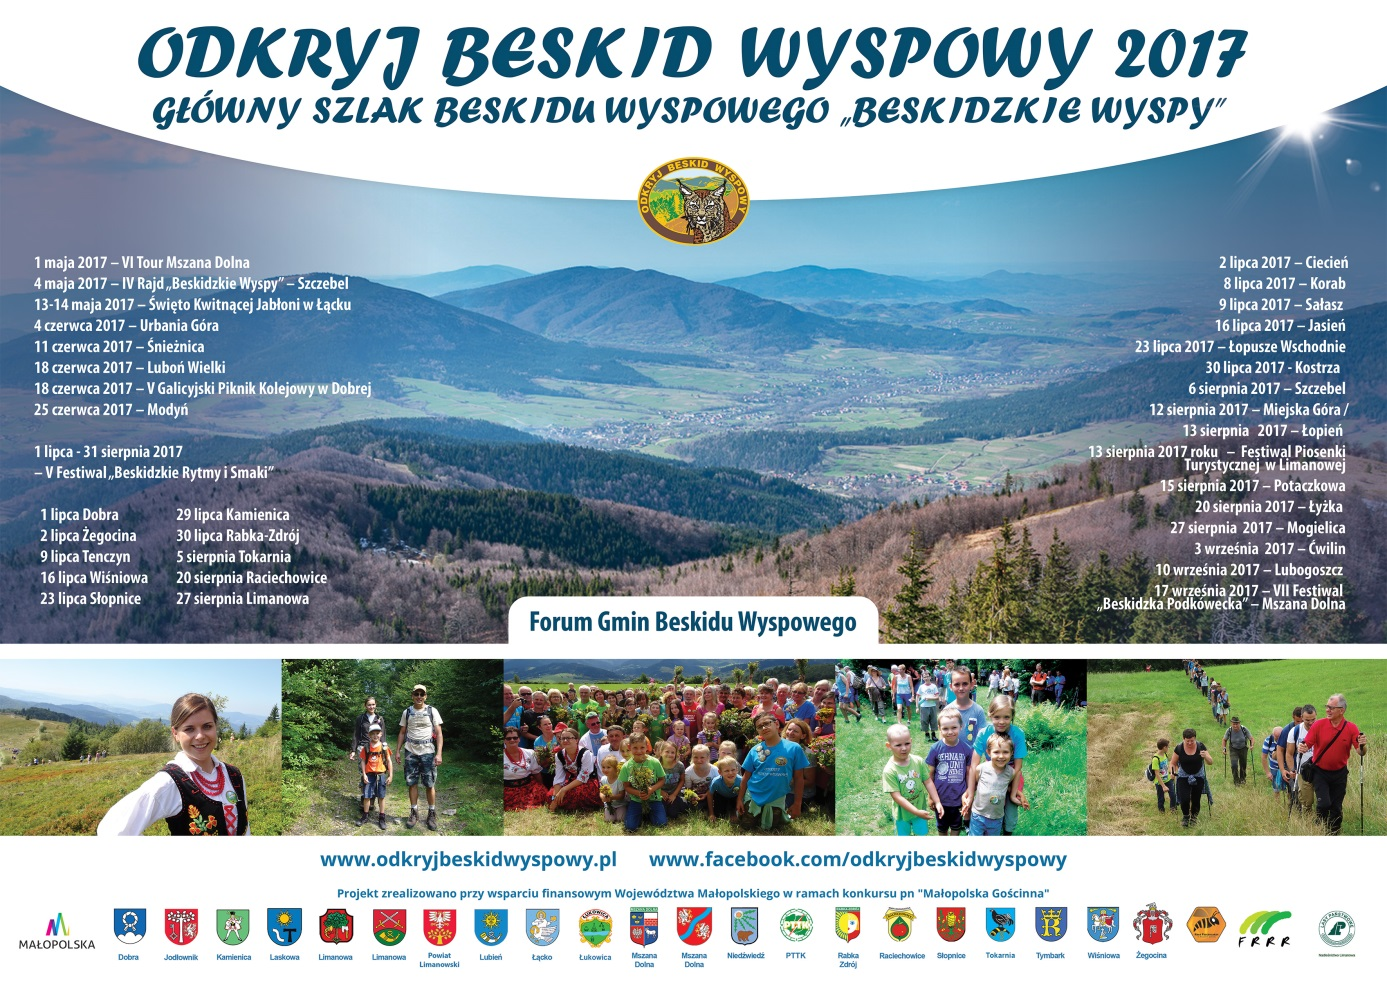 ODKRYJ BESKID WYSPOWY 2017
GŁÓWNY SZLAK BESKIDU WYSPOWEGO „BESKIDZKIE WYSPY”
ODKRYJ BESKID WYSPOWY
1 maja 2017 – VI Tour Mszana Dolna
4 maja 2017 – IV Rajd „Beskidzkie Wyspy” – Szczebel
13-14 maja 2017 – Święto Kwitnącej Jabłoni w Łącku
4 czerwca 2017 – Urbania Góra
11 czerwca 2017 – Śnieżnica
18 czerwca 2017 – Luboń Wielki
18 czerwca 2017 – V Galicyjski Piknik Kolejowy w Dobrej
25 czerwca 2017 – Modyń
1 lipca - 31 sierpnia 2017
– V Festiwal „Beskidzkie Rytmy i Smaki”
1 lipca Dobra
2 lipca Żegocina
9 lipca Tenczyn
16 lipca Wiśniowa
23 lipca Słopnice
29 lipca Kamienica
30 lipca Rabka-Zdrój
5 sierpnia Tokarnia
20 sierpnia Raciechowice
27 sierpnia Limanowa
2 lipca 2017 – Ciecień
8 lipca 2017 – Korab
9 lipca 2017 – Sałasz
16 lipca 2017 – Jasień
23 lipca 2017 – Łopusze Wschodnie
30 lipca 2017 - Kostrza
6 sierpnia 2017 – Szczebel
12 sierpnia 2017 – Miejska Góra /
13 sierpnia 2017 – Łopień
13 sierpnia 2017 roku – Festiwal Piosenki
Turystycznej w Limanowej
15 sierpnia 2017 – Potaczkowa
20 sierpnia 2017 – Łyżka
27 sierpnia 2017 – Mogielica
3 września 2017 – Ćwilin
10 września 2017 – Lubogoszcz
17 września 2017 – VII Festiwal
„Beskidzka Podkówecka” – Mszana Dolna
Forum Gmin Beskidu Wyspowego
www.odkryjbeskidwyspowy.pl www.facebook.com/odkryjbeskidwyspowy
Projekt zrealizowano przy wsparciu finansowym Województwa Małopolskiego w ramach konkursu pn "Małopolska Gościnna"
MAŁOPOLSKA
Dobra
Jodłownik
Kamienica
Laskowa
Limanowa
Limanowa
Powiat
Limanowski
Lubień
Łącko
ŁUKOWICA
Łukowica
Mszana
Dolna
Mszana
Dolna
Niedźwiedź
PTTK
PTTK
Rabka
Zdrój
Raciechowice
Słopnice
Tokarnia
Tymbark
Wiśniowa
Żegocina
FRRR
LASY PAŃSTWOWE
Nadleśnictwo Limanowa